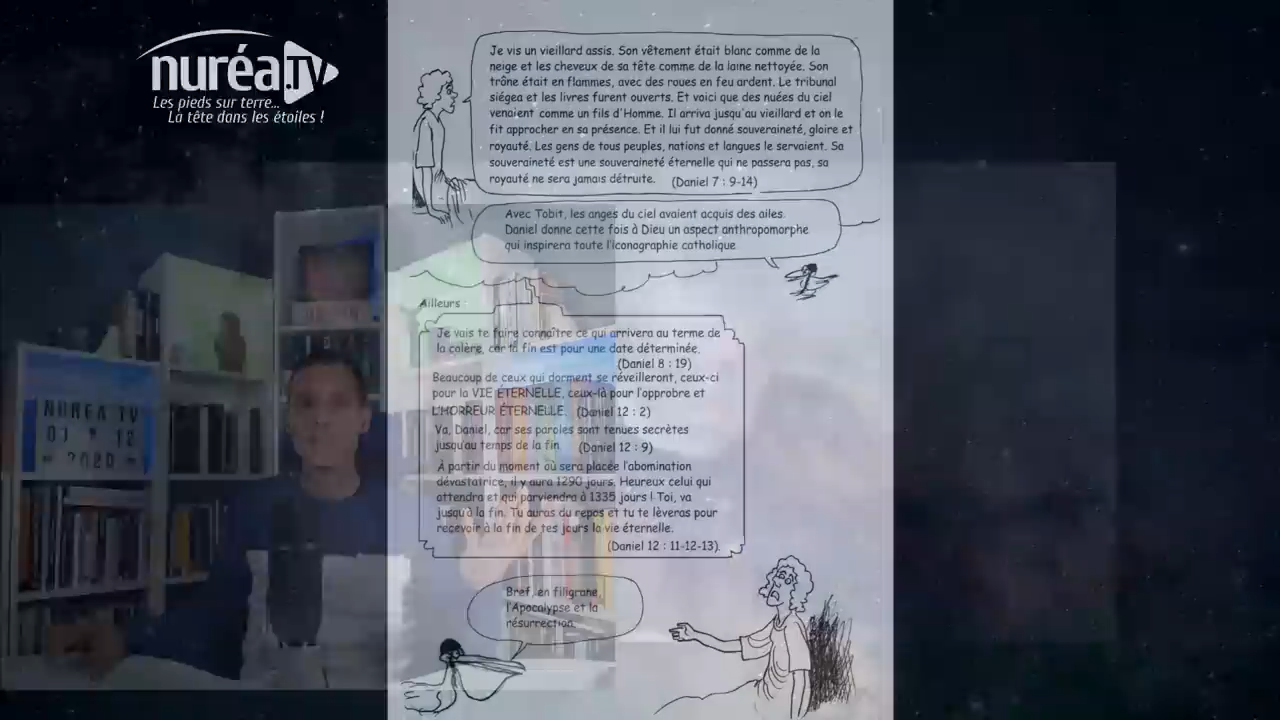 nuréa.TV
Les pieds sur terre...
La tête dans les étoiles !
Je vis un vieillard assis. Son vêtement était blanc comme de la
neige et les cheveux de sa tête comme de la laine nettoyée. Son
trône était en flammes, avec des roues en feu ardent. Le tribunal
siégea et les livres furent ouverts. Et voici que des nuées du ciel
venaient comme un fils d'Homme. Il arriva jusqu'au vieillard et on le
fit approcher en sa présence. Et il lui fut donné souveraineté, gloire et
royauté. Les gens de tous peuples, nations et langues le servaient. Sa
souveraineté est une souveraineté éternelle qui ne passera pas, sa
royauté ne sera jamais détruite. (Daniel 7 : 9-14)
Avec Tobit, les anges du ciel avaient acquis des ailes.
Daniel donne cette fois à Dieu un aspect anthropomorphe
qui inspirera toute l'iconographie catholique
Ailleurs :
Je vais te faire connaître ce qui arrivera au terme de
la colère, car la fin est pour une date déterminée.
(Daniel 8 : 19)
Beaucoup de ceux qui dorment se réveilleront, ceux-ci
pour la VIE ÉTERNELLE, ceux-là pour l'opprobre et
L'HORREUR ÉTERNELLE. (Daniel 12 : 2)
Va, Daniel, car ses paroles sont tenues secrètes
jusqu'au temps de la fin (Daniel 12 : 9)
À partir du moment où sera placée l'abomination
dévastatrice, il y aura 1290 jours. Heureux celui qui
attendra et qui parviendra à 1335 jours ! Toi, va
jusqu'à la fin. Tu auras du repos et tu te lèveras pour
recevoir à la fin de tes jours la vie éternelle.
(Daniel 12 : 11-12-13).
Bref, en filigrane,
l'Apocalypse et la
résurrection.
NUREA TV
01 12
2020